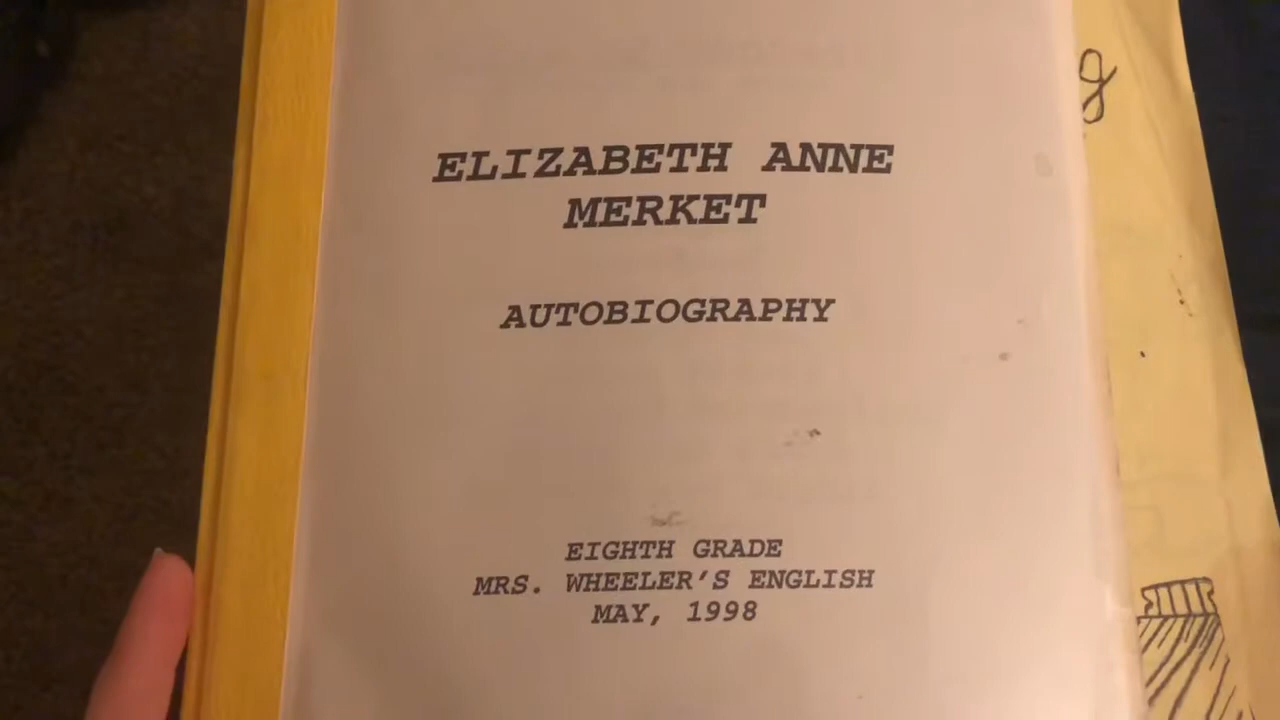 ELIZABETH ANNE
MERKET
AUTOBIOGRAPHY
EIGHTH GRADE
MRS. WHEELER'S ENGLISH
MAY, 1998